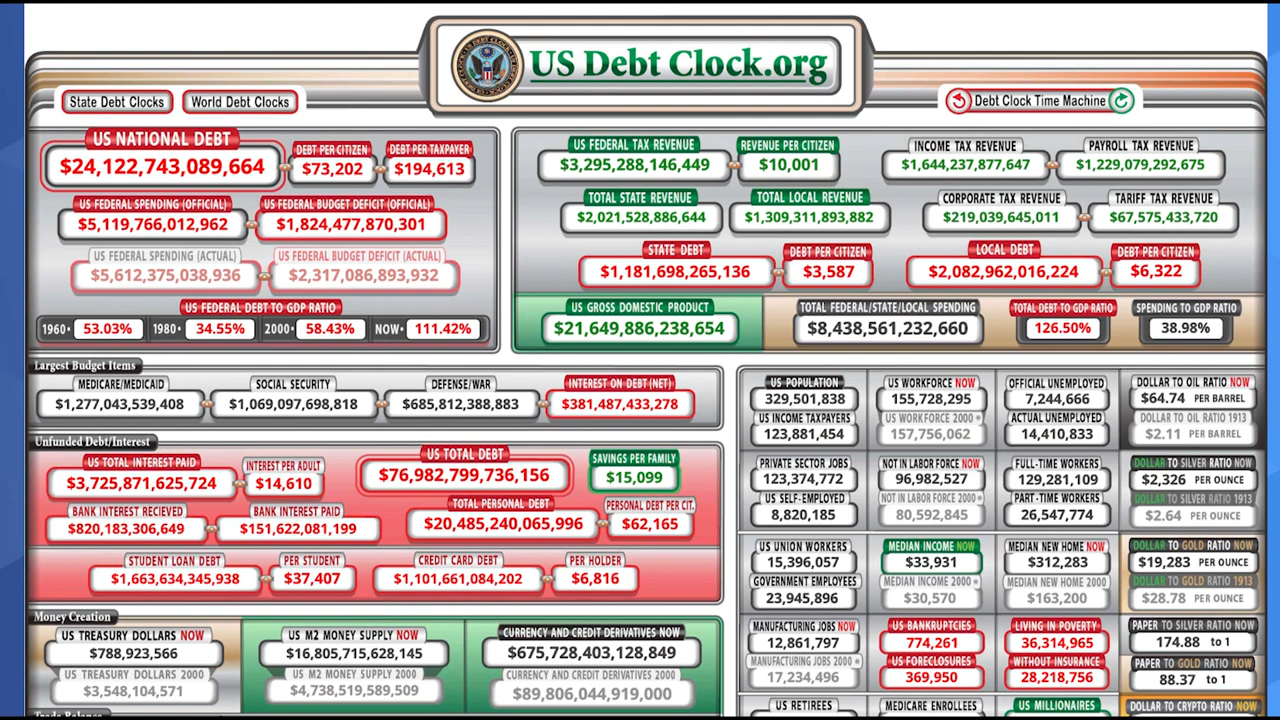 US Debt Clock.org
State Debt Clocks World Debt Clocks
Debt Clock Time Machine
US NATIONAL DEBT
$24,122,743,089,664
DEBT PER CITIZEN
$73,202
DEBT PER TAXPAYER
$194,613
US FEDERAL SPENDING (OFFICIAL)
$5,119,766,012,962
US FEDERAL BUDGET DEFICIT (OFFICIAL)
$1,824,477,870,301
US FEDERAL SPENDING (ACTUAL)
$5,612,375,038,936
US FEDERAL BUDGET DEFICIT (ACTUAL)
$2,317,086,893,932
US FEDERAL DEBT TO GDP RATIO
1960• 53.03% 1980• 34.55% 2000• 58.43% NOW• 111.42%
US FEDERAL TAX REVENUE
$3,295,288,146,449
REVENUE PER CITIZEN
$10,001
INCOME TAX REVENUE
$1,644,237,877,647
PAYROLL TAX REVENUE
$1,229,079,292,675
TOTAL STATE REVENUE
$2,021,528,886,644
TOTAL LOCAL REVENUE
$1,309,311,893,882
CORPORATE TAX REVENUE
$219,039,645,011
TARIFF TAX REVENUE
$67,575,433,720
STATE DEBT
$1,181,698,265,136
DEBT PER CITIZEN
$3,587
LOCAL DEBT
$2,082,962,016,224
DEBT PER CITIZEN
$6,322
US GROSS DOMESTIC PRODUCT
$21,649,886,238,654
TOTAL FEDERAL/STATE/LOCAL SPENDING
$8,438,561,232,660
TOTAL DEBT TO GDP RATIO
126.50%
SPENDING TO GDP RATIO
38.98%
Largest Budget Items
MEDICARE/MEDICAID
$1,277,043,539,408
SOCIAL SECURITY
$1,069,097,698,818
DEFENSE/WAR
$685,812,388,883
INTEREST ON DEBT (NET)
$381,487,433,278
Unfunded Debt/Interest
US TOTAL INTEREST PAID
$3,725,871,625,724
INTEREST PER ADULT
$14,610
US TOTAL DEBT
$76,982,799,736,156
SAVINGS PER FAMILY
$15,099
BANK INTEREST RECIEVED
$820,183,306,649
BANK INTEREST PAID
$151,622,081,199
TOTAL PERSONAL DEBT
$20,485,240,065,996
PERSONAL DEBT PER CIT.
$62,165
STUDENT LOAN DEBT
$1,663,634,345,938
PER STUDENT
$37,407
CREDIT CARD DEBT
$1,101,661,084,202
PER HOLDER
$6,816
Money Creation
US TREASURY DOLLARS NOW
$788,923,566
US TREASURY DOLLARS 2000
$3,548,104,571
US M2 MONEY SUPPLY NOW
$16,805,715,628,145
US M2 MONEY SUPPLY 2000
$4,738,519,589,509
CURRENCY AND CREDIT DERIVATIVES NOW
$675,728,403,128,849
CURRENCY AND CREDIT DERIVATIVES 2000
$89,806,044,919,000
Trade Balance
US POPULATION
329,501,838
US INCOME TAXPAYERS
123,881,454
US WORKFORCE NOW
155,728,295
US WORKFORCE 2000
157,756,062
OFFICIAL UNEMPLOYED
7,244,666
ACTUAL UNEMPLOYED
14,410,833
DOLLAR TO OIL RATIO NOW
$64.74 PER BARREL
DOLLAR TO OIL RATIO 1913
$2.11 PER BARREL
PRIVATE SECTOR JOBS
123,374,772
US SELF-EMPLOYED
8,820,185
NOT IN LABOR FORCE NOW
96,982,527
NOT IN LABOR FORCE 2000
80,592,845
FULL-TIME WORKERS
129,281,109
PART-TIME WORKERS
26,547,774
DOLLAR TO SILVER RATIO NOW
$2,326 PER OUNCE
DOLLAR TO SILVER RATIO 1913
$2.64 PER OUNCE
US UNION WORKERS
15,396,057
GOVERNMENT EMPLOYEES
23,945,896
MEDIAN INCOME NOW
$33,931
MEDIAN INCOME 2000
$30,570
MEDIAN NEW HOME NOW
$312,283
MEDIAN NEW HOME 2000
$163,200
DOLLAR TO GOLD RATIO NOW
$19,283 PER OUNCE
DOLLAR TO GOLD RATIO 1913
$28.78 PER OUNCE
MANUFACTURING JOBS NOW
12,861,797
MANUFACTURING JOBS 2000
17,234,496
US BANKRUPTCIES
774,261
US FORECLOSURES
369,950
LIVING IN POVERTY
36,314,965
WITHOUT INSURANCE
28,218,756
PAPER TO SILVER RATIO NOW
174.88 to 1
PAPER TO GOLD RATIO NOW
88.37 to 1
US RETIREES
MEDICARE ENROLLEES
US MILLIONAIRES
DOLLAR TO CRYPTO RATIO NOW